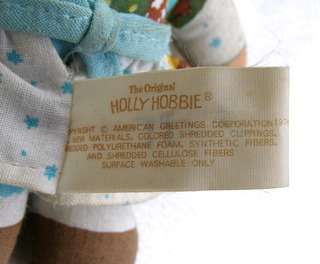 The Original
HOLLY HOBBIE®
© AMERICAN GREETINGS CORPORATION
MATERIALS, COLORED SHREDDED CLIPPINGS,
POLYURETHANE FOAM, SYNTHETIC FIBERS,
AND SHREDDED CELLULOSE FIBERS
SURFACE WASHABLE ONLY